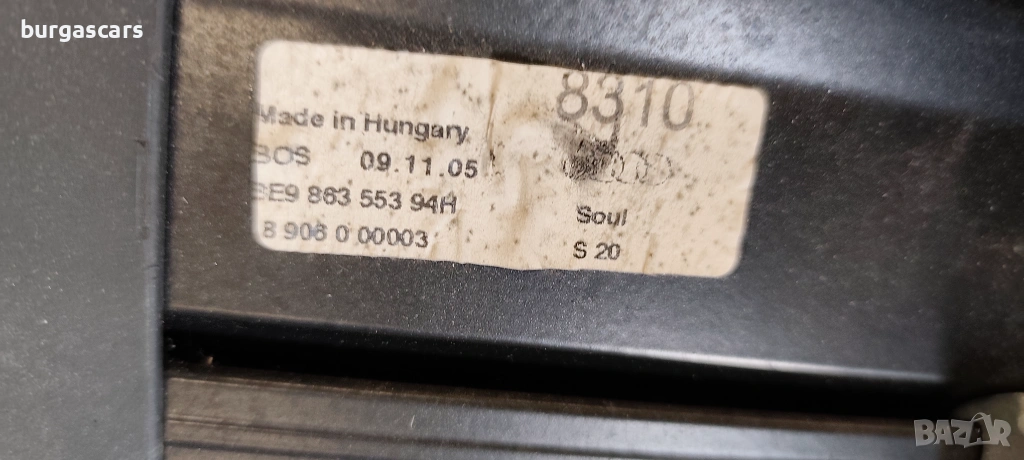 burgascars
8310
Made in Hungary
BOS 09.11.05
8E9 863 553 94H
8 906 0 00003
Soul
S 20
BAZAR